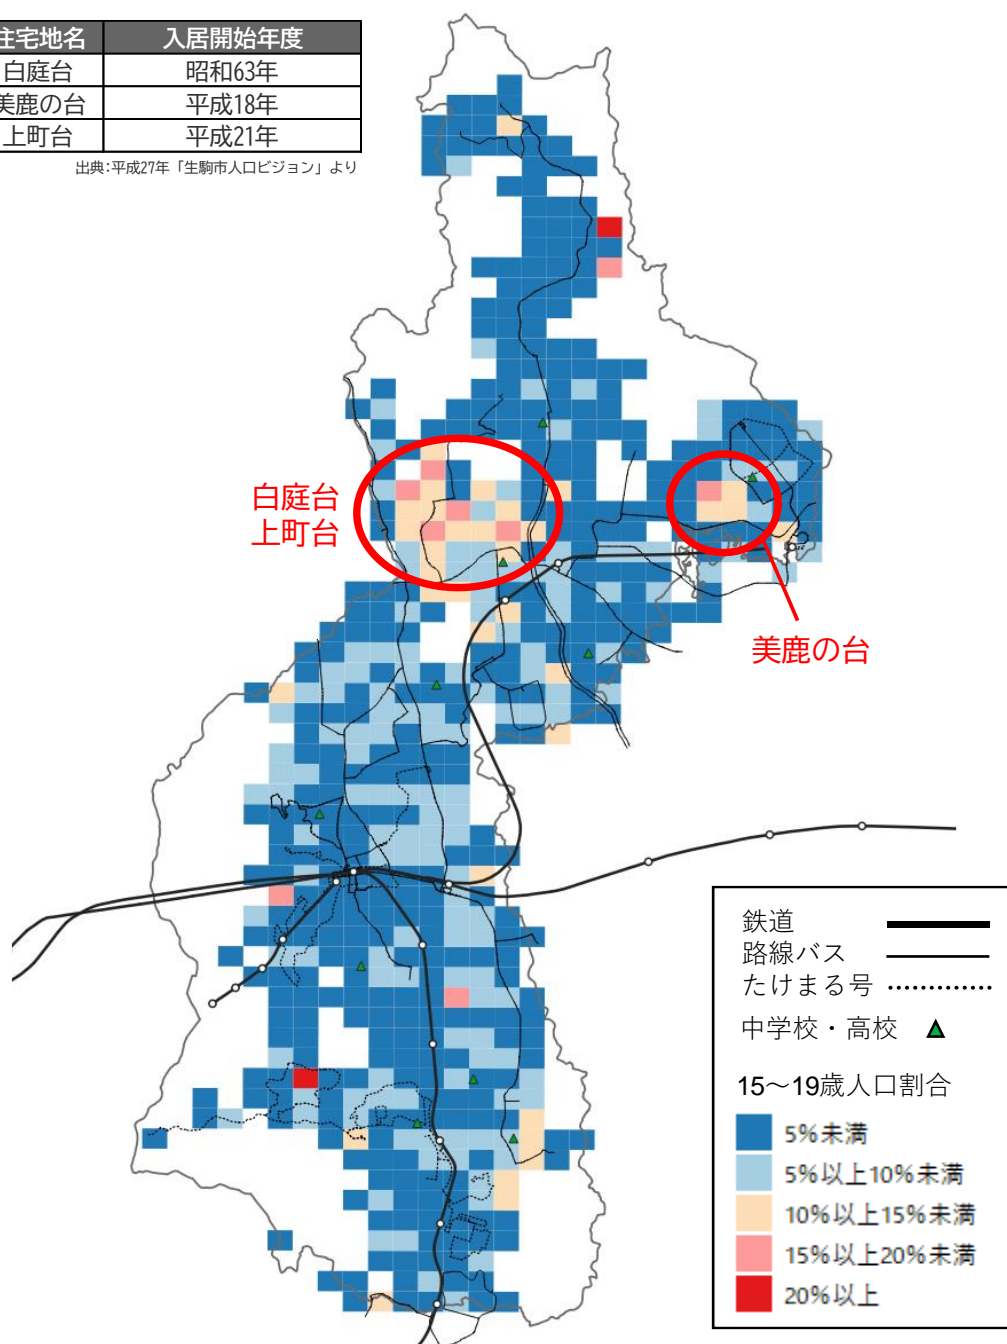 住宅地名 入居開始年度
白庭台 昭和63年
美鹿の台 平成18年
上町台 平成21年
出典:平成27年「生駒市人口ビジョン」より
白庭台
上町台
美鹿の台
鉄道
路線バス
たけまる号
中学校・高校
15～19歳人口割合
5%未満
5%以上10%未満
10%以上15%未満
15%以上20%未満
20%以上